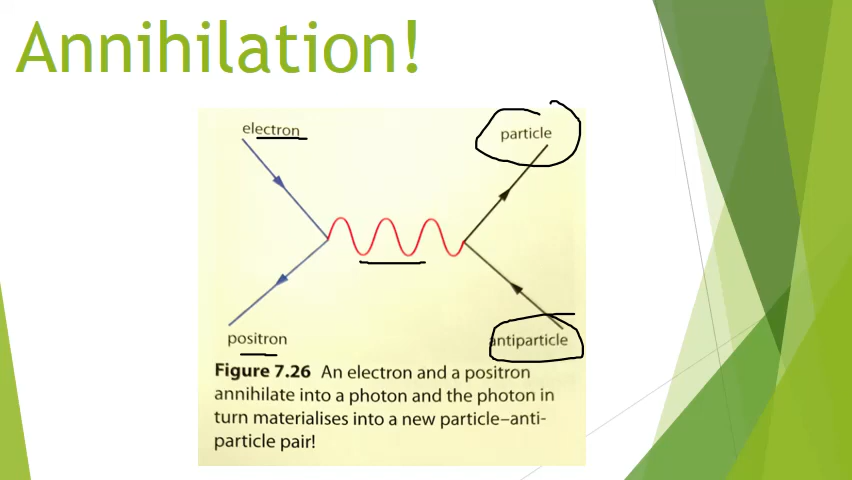 Annihilation!
electron
particle
positron
antiparticle
Figure 7.26 An electron and a positron
annihilate into a photon and the photon in
turn materialises into a new particle–anti-
particle pair!